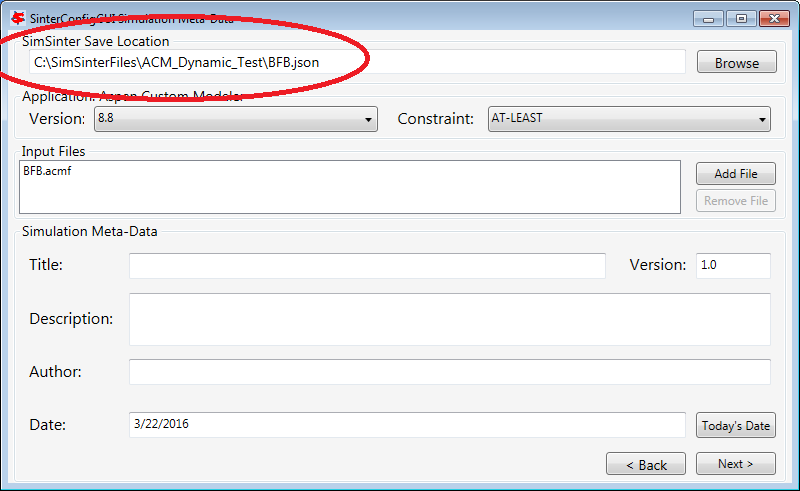 SinterConfigGUI Simulation Meta-Data
SimSinter Save Location
C:\SimSinterFiles\ACM_Dynamic_Test\BFB.json
Browse
Application: Aspen Custom Modeler
Version: 8.8 Constraint: AT-LEAST
Input Files
BFB.acmf
Add File
Remove File
Simulation Meta-Data
Title: Version: 1.0
Description:
Author:
Date: 3/22/2016 Today's Date
< Back Next >